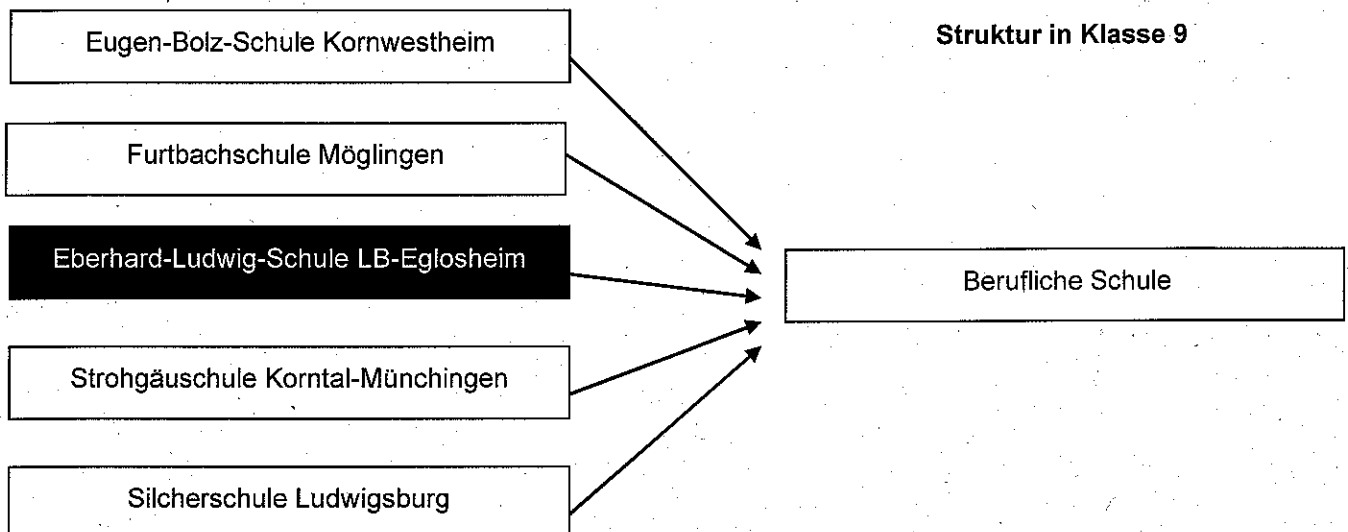 Eugen-Bolz-Schule Kornwestheim
Struktur in Klasse 9
Furtbachschule Möglingen
Eberhard-Ludwig-Schule LB-Eglosheim
Berufliche Schule
Strohgäuschule Korntal-Münchingen
Silcherschule Ludwigsburg